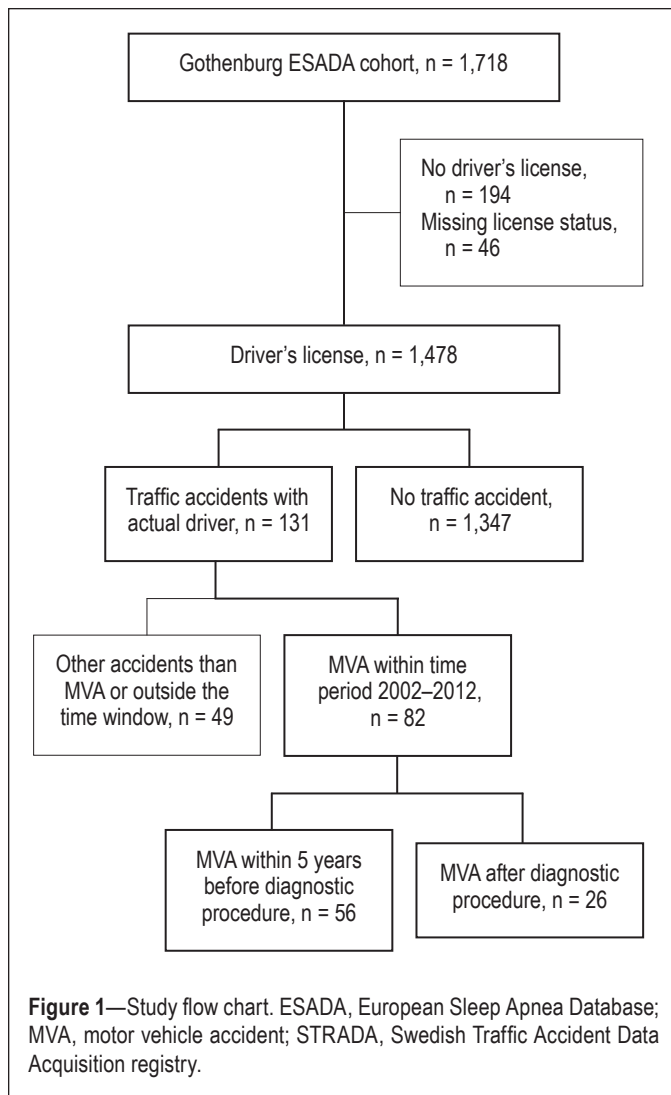 Gothenburg ESADA cohort, n = 1,718
No driver's license,
n = 194
Missing license status,
n = 46
Driver's license, n = 1,478
Traffic accidents with
actual driver, n = 131
No traffic accident,
n = 1,347
Other accidents than
MVA or outside the
time window, n = 49
MVA within time
period 2002–2012,
n = 82
MVA within 5 years
before diagnostic
procedure, n = 56
MVA after diagnostic
procedure, n = 26
Figure 1—Study flow chart. ESADA, European Sleep Apnea Database;
MVA, motor vehicle accident; STRADA, Swedish Traffic Accident Data
Acquisition registry.